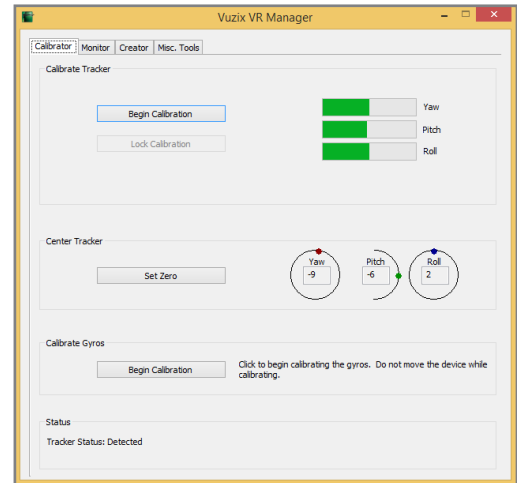 Vuzix VR Manager
Calibrator Monitor Creator Misc. Tools
Calibrate Tracker
Begin Calibration
Yaw
Pitch
Lock Calibration
Roll
Center Tracker
Set Zero
Yaw Pitch Roll
-9 -6 2
Calibrate Gyros
Begin Calibration
Click to begin calibrating the gyros. Do not move the device while
calibrating.
Status
Tracker Status: Detected